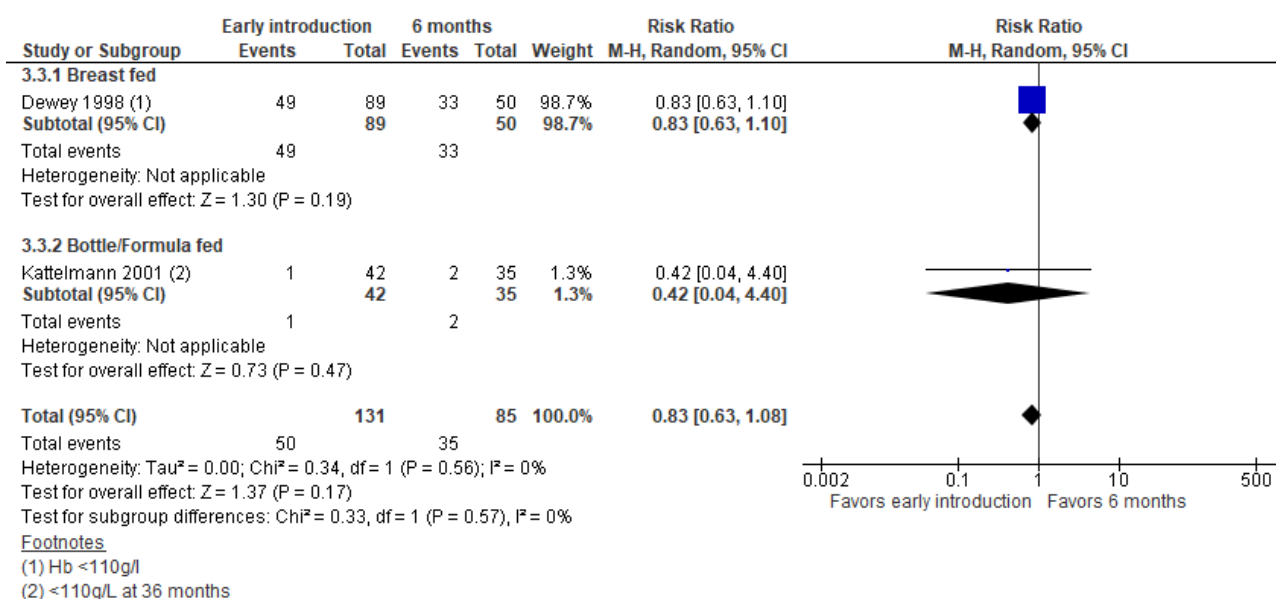 Early introduction 6 months Risk Ratio Risk Ratio
Study or Subgroup Events Total Events Total Weight M-H, Random, 95% CI M-H, Random, 95% CI
3.3.1 Breast fed
Dewey 1998 (1) 49 89 33 50 98.7% 0.83 [0.63, 1.10]
Subtotal (95% CI) 89 50 98.7% 0.83 [0.63, 1.10]
Total events 49 33
Heterogeneity: Not applicable
Test for overall effect: Z = 1.30 (P = 0.19)
3.3.2 Bottle/Formula fed
Kattelmann 2001 (2) 1 42 2 35 1.3% 0.42 [0.04, 4.40]
Subtotal (95% CI) 42 35 1.3% 0.42 [0.04, 4.40]
Total events 1 2
Heterogeneity: Not applicable
Test for overall effect: Z = 0.73 (P = 0.47)
Total (95% CI) 131 85 100.0% 0.83 [0.63, 1.08]
Total events 50 35
Heterogeneity: Tau² = 0.00; Chi² = 0.34, df = 1 (P = 0.56); I² = 0%
Test for overall effect: Z = 1.37 (P = 0.17)
Test for subgroup differences: Chi² = 0.33, df = 1 (P = 0.57), I² = 0%
0.002 0.1 1 10 500
Favors early introduction Favors 6 months
Footnotes
(1) Hb <110g/l
(2) <110g/L at 36 months